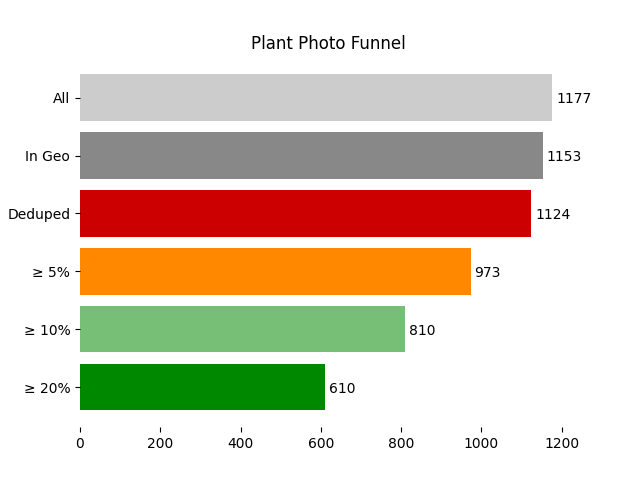 Plant Photo Funnel
All 1177
In Geo 1153
Deduped 1124
≥ 5% 973
≥ 10% 810
≥ 20% 610
0 200 400 600 800 1000 1200